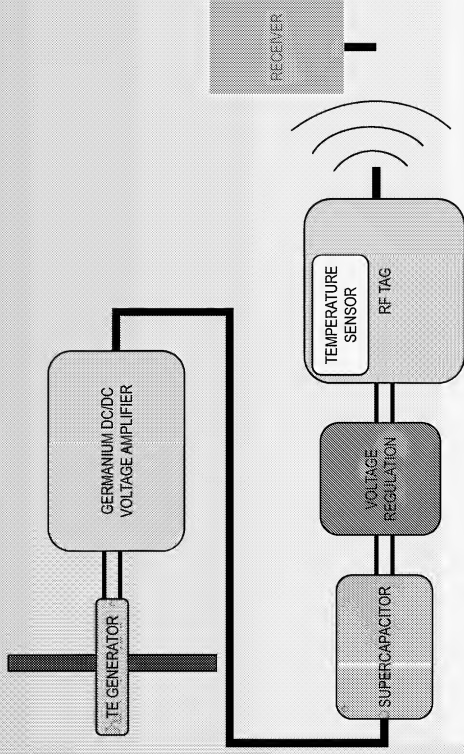 TE GENERATOR
GERMANIUM DC/DC
VOLTAGE AMPLIFIER
SUPERCAPACITOR
VOLTAGE
REGULATION
TEMPERATURE
SENSOR
RF TAG
RECEIVER